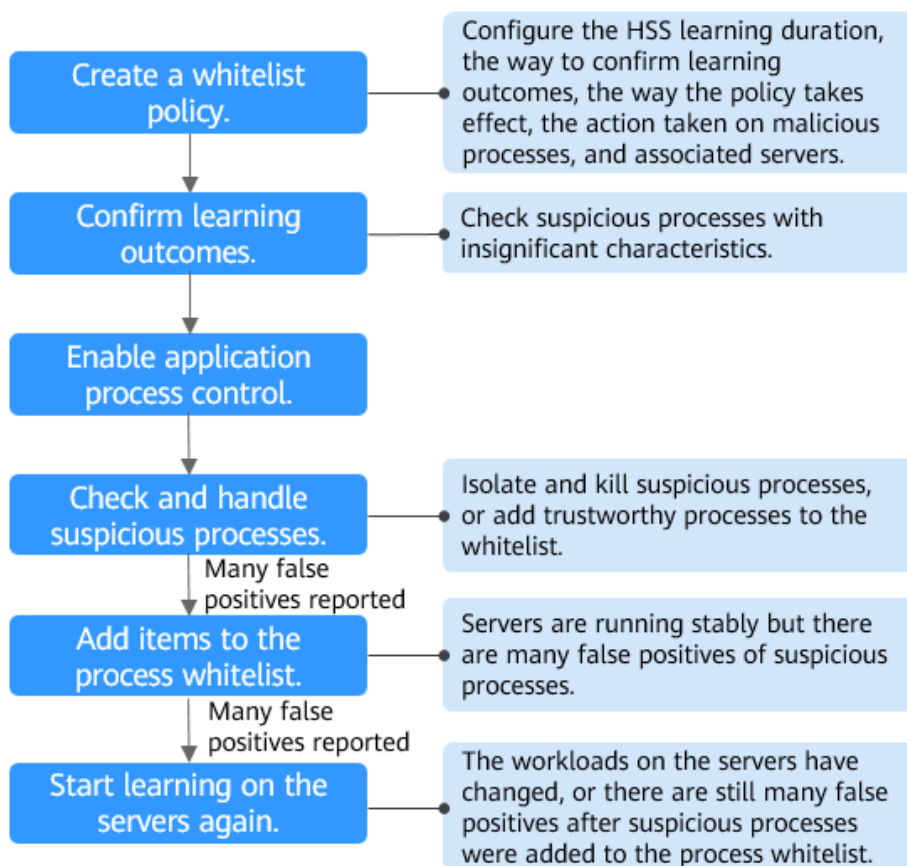 Create a whitelist
policy.
Configure the HSS learning duration,
the way to confirm learning
outcomes, the way the policy takes
effect, the action taken on malicious
processes, and associated servers.
Confirm learning
outcomes.
Check suspicious processes with
insignificant characteristics.
Enable application
process control.
Check and handle
suspicious processes.
Isolate and kill suspicious processes,
or add trustworthy processes to the
whitelist.
Many false
positives reported
Add items to the
process whitelist.
Servers are running stably but there
are many false positives of suspicious
processes.
Many false
positives reported
Start learning on the
servers again.
The workloads on the servers have
changed, or there are still many false
positives after suspicious processes
were added to the process whitelist.